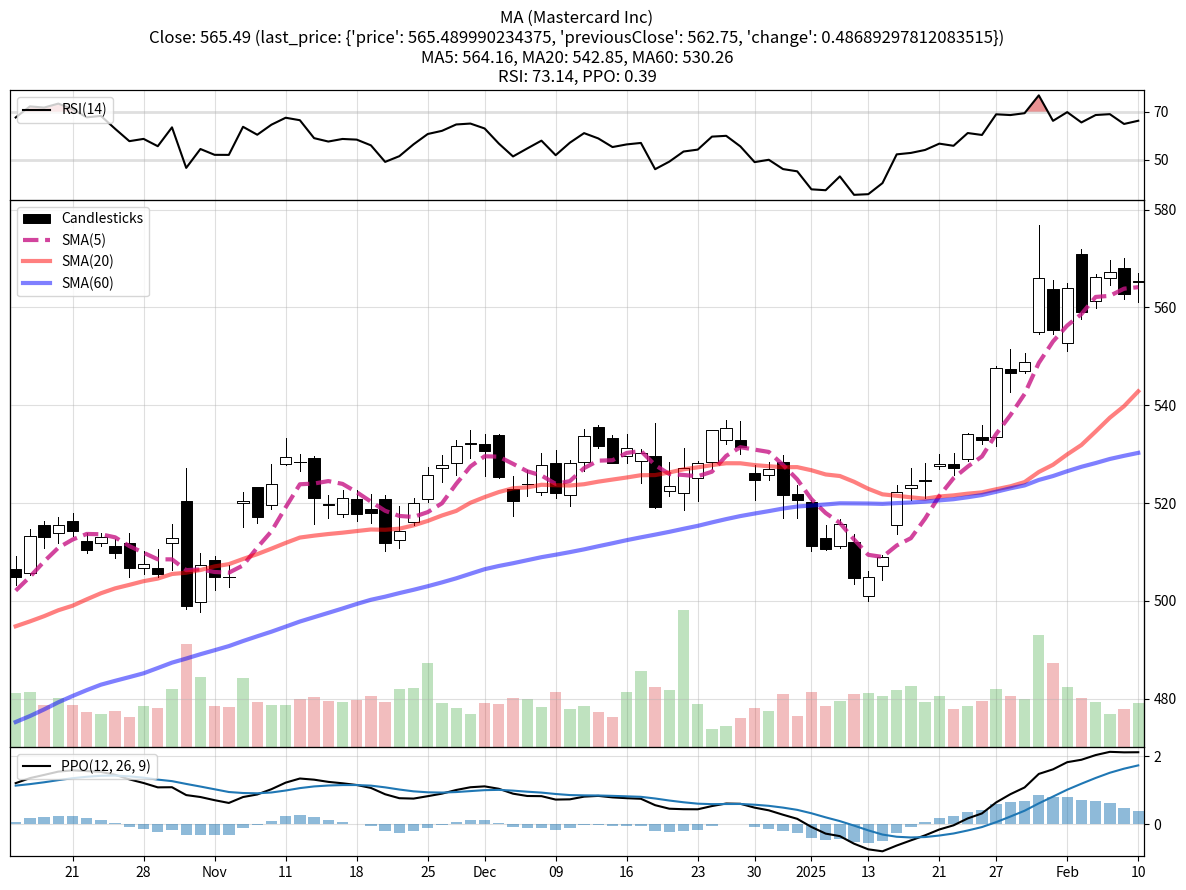 MA (Mastercard Inc)
Close: 565.49 (last_price: {'price': 565.489990234375, 'previousClose': 562.75, 'change': 0.48689297812083515})
MA5: 564.16, MA20: 542.85, MA60: 530.26
RSI: 73.14, PPO: 0.39
RSI(14)
70
50
Candlesticks
SMA(5)
SMA(20)
SMA(60)
580
560
540
520
500
480
PPO(12, 26, 9)
2
0
21 28 Nov 11 18 25 Dec 09 16 23 30 2025 13 21 27 Feb 10